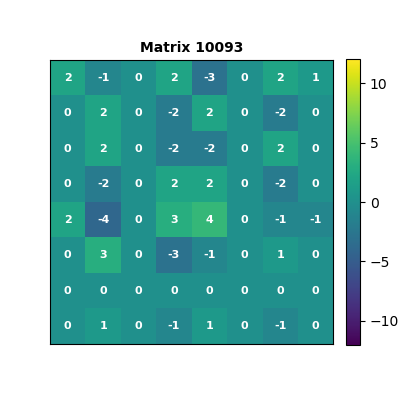 Matrix 10093
2 -1 0 2 -3 0 2 1
0 2 0 -2 2 0 -2 0
0 2 0 -2 -2 0 2 0
0 -2 0 2 2 0 -2 0
2 -4 0 3 4 0 -1 -1
0 3 0 -3 -1 0 1 0
0 0 0 0 0 0 0 0
0 1 0 -1 1 0 -1 0
10
5
0
−5
−10